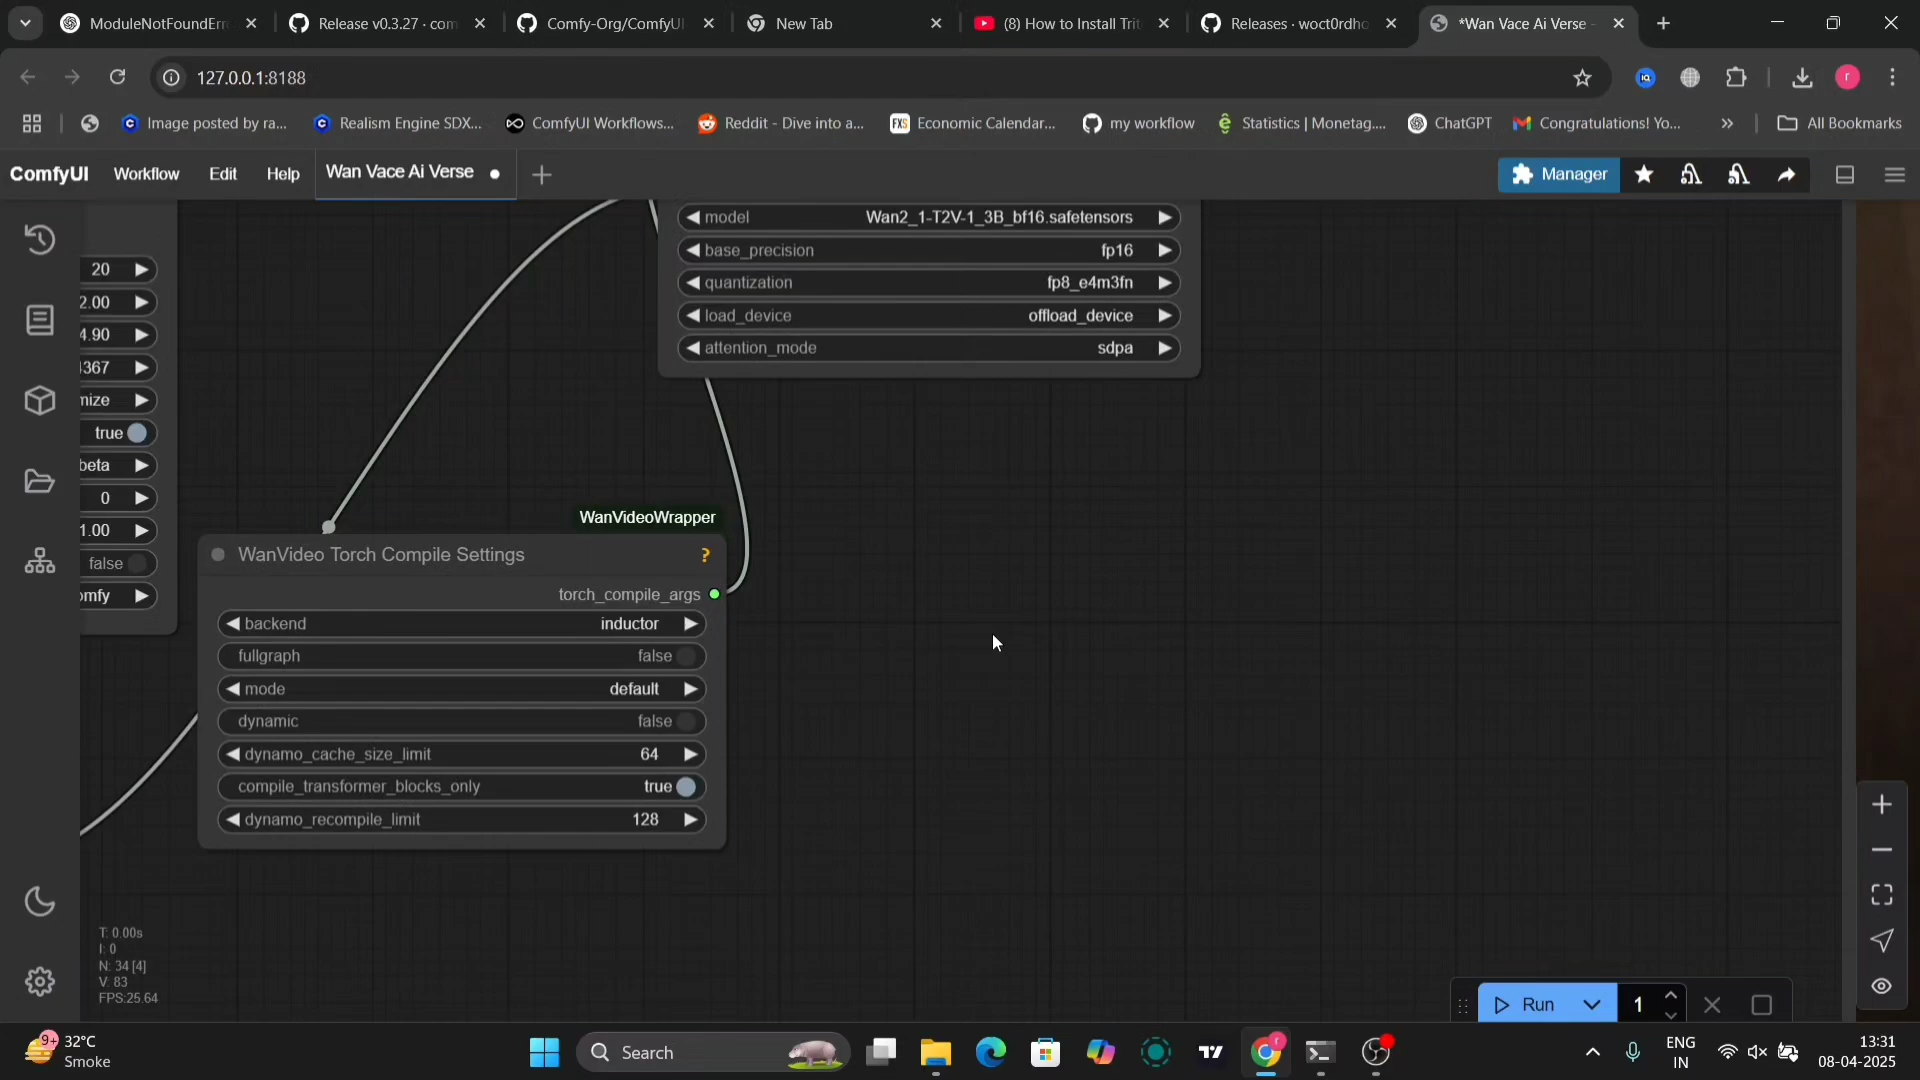 ModuleNotFoundErr
Release v0.3.27 · com
Comfy-Org/ComfyUI
New Tab
(8) How to Install Trit
Releases · woct0rdho
*Wan Vace Ai Verse -
127.0.0.1:8188
Image posted by ra...
Realism Engine SDX...
ComfyUI Workflows...
Reddit - Dive into a...
FXS Economic Calendar...
my workflow
Statistics | Monetag....
ChatGPT
Congratulations! Yo...
All Bookmarks
ComfyUI
Workflow
Edit
Help
Wan Vace Ai Verse
Manager
model Wan2_1-T2V-1_3B_bf16.safetensors
base_precision fp16
quantization fp8_e4m3fn
load_device offload_device
attention_mode sdpa
20
2.00
4.90
367
mize
true
beta
0
1.00
false
omfy
WanVideoWrapper
WanVideo Torch Compile Settings ?
torch_compile_args
backend inductor
fullgraph false
mode default
dynamic false
dynamo_cache_size_limit 64
compile_transformer_blocks_only true
dynamo_recompile_limit 128
T: 0.00s
I: 0
N: 34 [4]
V: 83
FPS:25.64
Run
1
9+
32°C
Smoke
Search
ENG
IN
13:31
08-04-2025